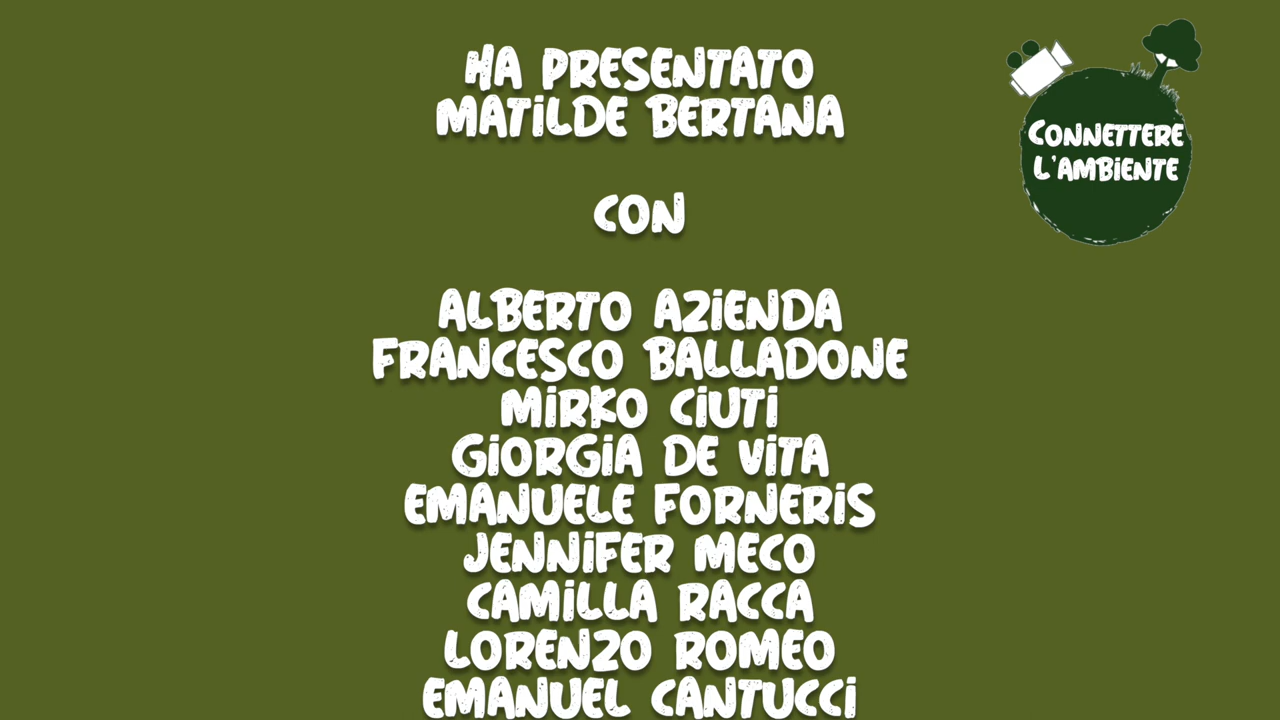 HA PRESENTATO
MATILDE BERTANA
CONNETTERE
L'AMBIENTE
CON
ALBERTO AZIENDA
FRANCESCO BALLADONE
MIRKO CIUTI
GIORGIA DE VITA
EMANUELE FORNERIS
JENNIFER MECO
CAMILLA RACCA
LORENZO ROMEO
EMANUEL CANTUCCI